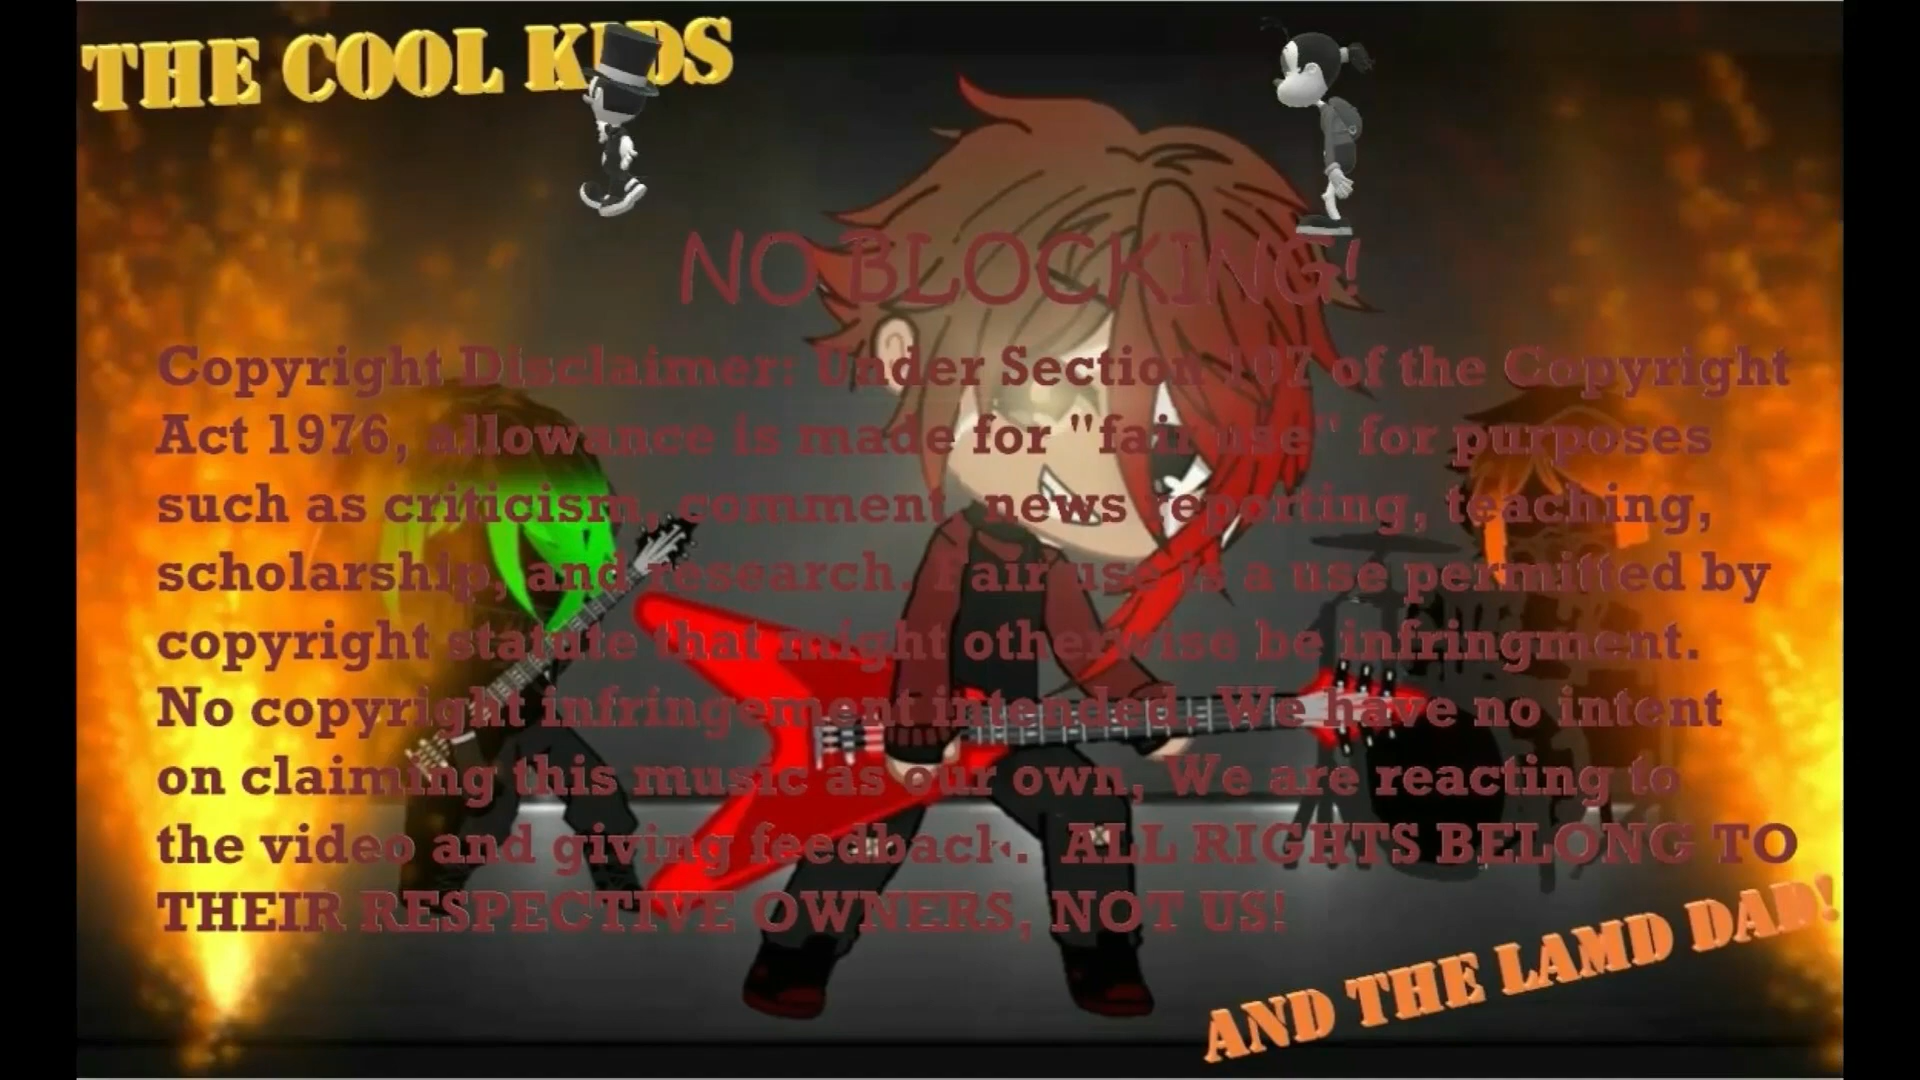 THE COOL KIDS
NO BLOCKING!
Copyright Disclaimer: Under Section 107 of the Copyright
Act 1976, allowance is made for "fair use" for purposes
such as criticism, comment, news reporting, teaching,
scholarship, and research. Fair use is a use permitted by
copyright statute that might otherwise be infringment.
No copyright infringement intended. We have no intent
on claiming this music as our own, We are reacting to
the video and giving feedback. ALL RIGHTS BELONG TO
THEIR RESPECTIVE OWNERS, NOT US!
AND THE LAMD DAD!